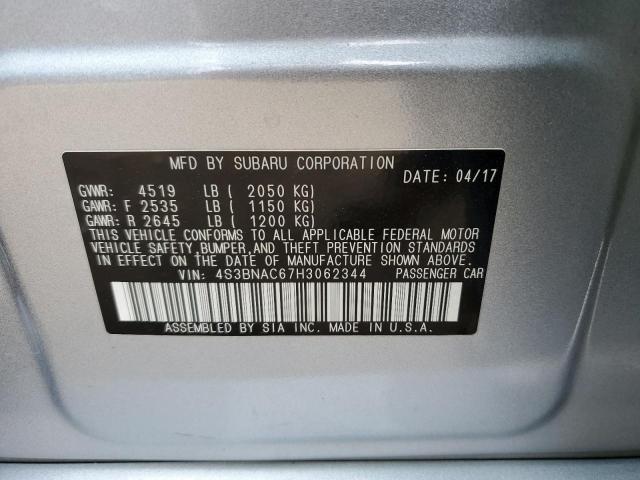 MFD BY SUBARU CORPORATION
DATE: 04/17
GVWR: 4519 LB ( 2050 KG)
GAWR: F 2535 LB ( 1150 KG)
GAWR: R 2645 LB ( 1200 KG)
THIS VEHICLE CONFORMS TO ALL APPLICABLE FEDERAL MOTOR
VEHICLE SAFETY, BUMPER, AND THEFT PREVENTION STANDARDS
IN EFFECT ON THE DATE OF MANUFACTURE SHOWN ABOVE.
VIN: 4S3BNAC67H3062344 PASSENGER CAR
ASSEMBLED BY SIA INC. MADE IN U.S.A.